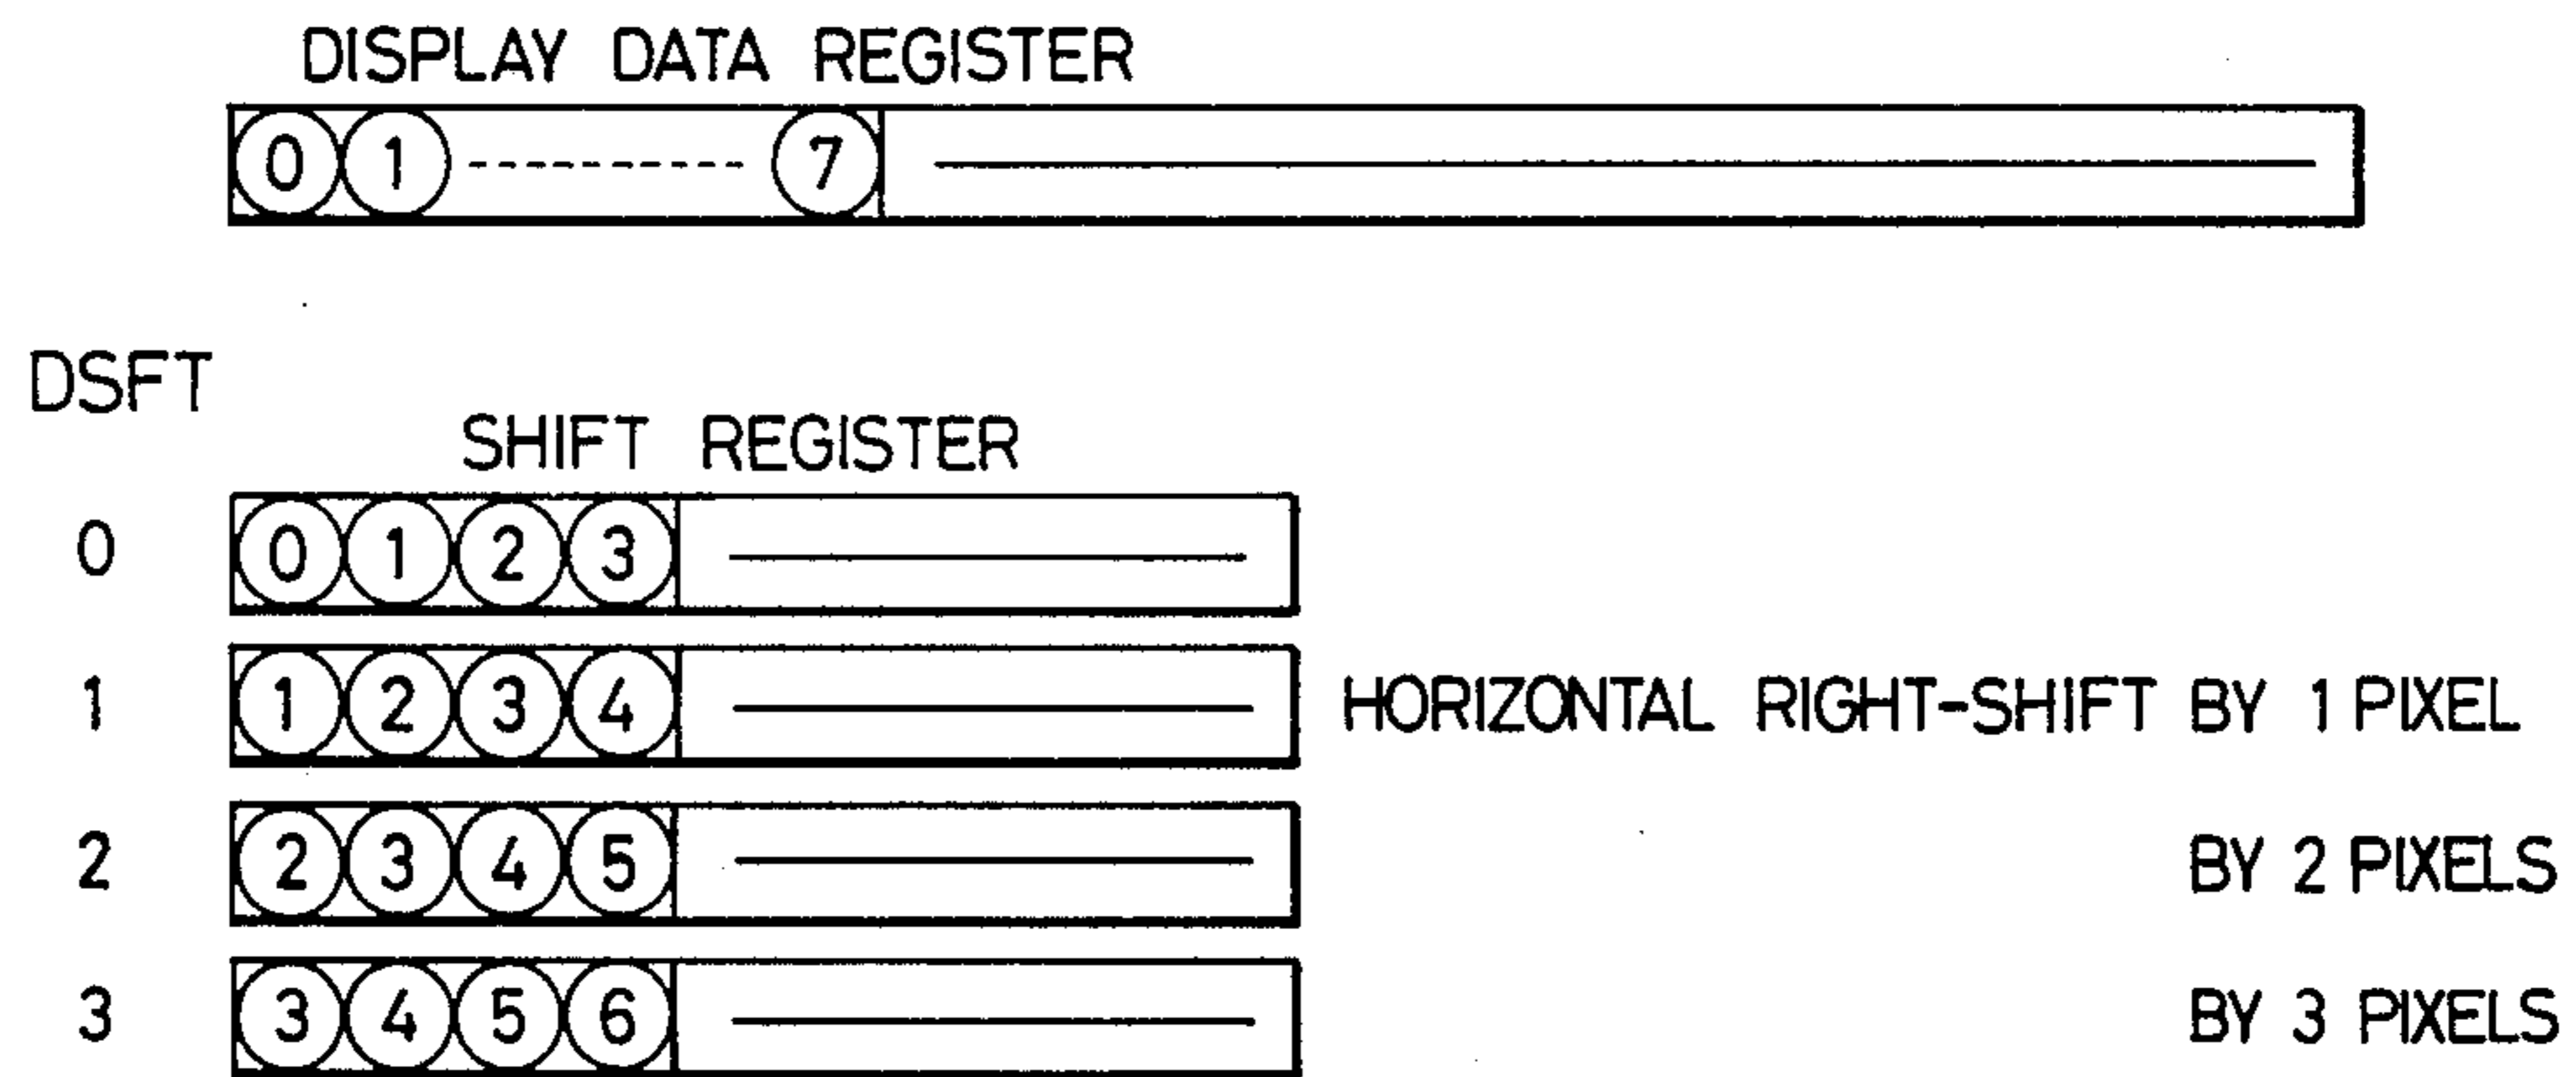 DISPLAY DATA REGISTER
0 1 7
DSFT
SHIFT REGISTER
0 0 1 2 3
1 1 2 3 4 HORIZONTAL RIGHT-SHIFT BY 1 PIXEL
2 2 3 4 5 BY 2 PIXELS
3 3 4 5 6 BY 3 PIXELS